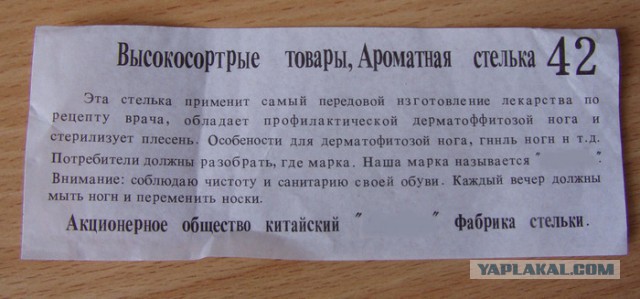 Высокосортрые товары, Ароматная стелька 42
Эта стелька применит самый передовой изготовление лекарства по
рецепту врача, обладает профилактической дерматоффитозой нога и
стерилизует плесень. Особености для дерматофитозой нога, гннль ногн и т.д.
Потребители должны разобрать, где марка. Наша марка называется " ".
Внимание: соблюдаю чистоту и санитарию своей обуви. Каждый вечер должны
мыть ногн и переменить носки.
Акционерное общество китайский " " фабрика стельки.
YAPLAKAL.COM